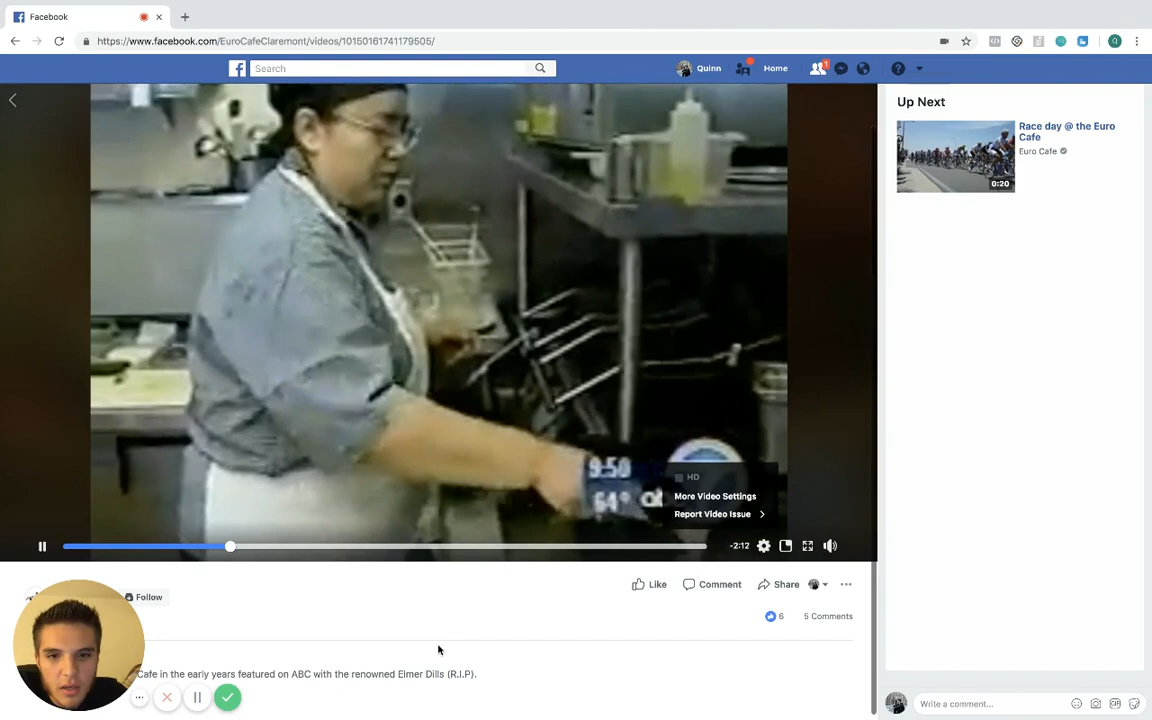 Facebook
https://www.facebook.com/EuroCafeClaremont/videos/10150161741179505/
Q
Search
Quinn
Home
1
Up Next
Race day @ the Euro
Cafe
Euro Cafe
0:20
9:50
64°
HD
More Video Settings
Report Video Issue
-2:12
Follow
Like
Comment
Share
6
5 Comments
Cafe in the early years featured on ABC with the renowned Elmer Dills (R.I.P).
Write a comment...
GIF